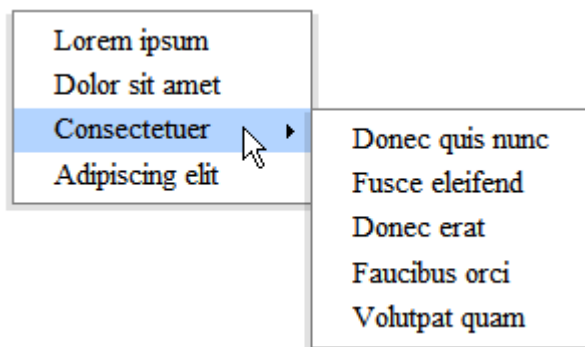 Lorem ipsum
Dolor sit amet
Consectetuer
Adipiscing elit
Donec quis nunc
Fusce eleifend
Donec erat
Faucibus orci
Volutpat quam